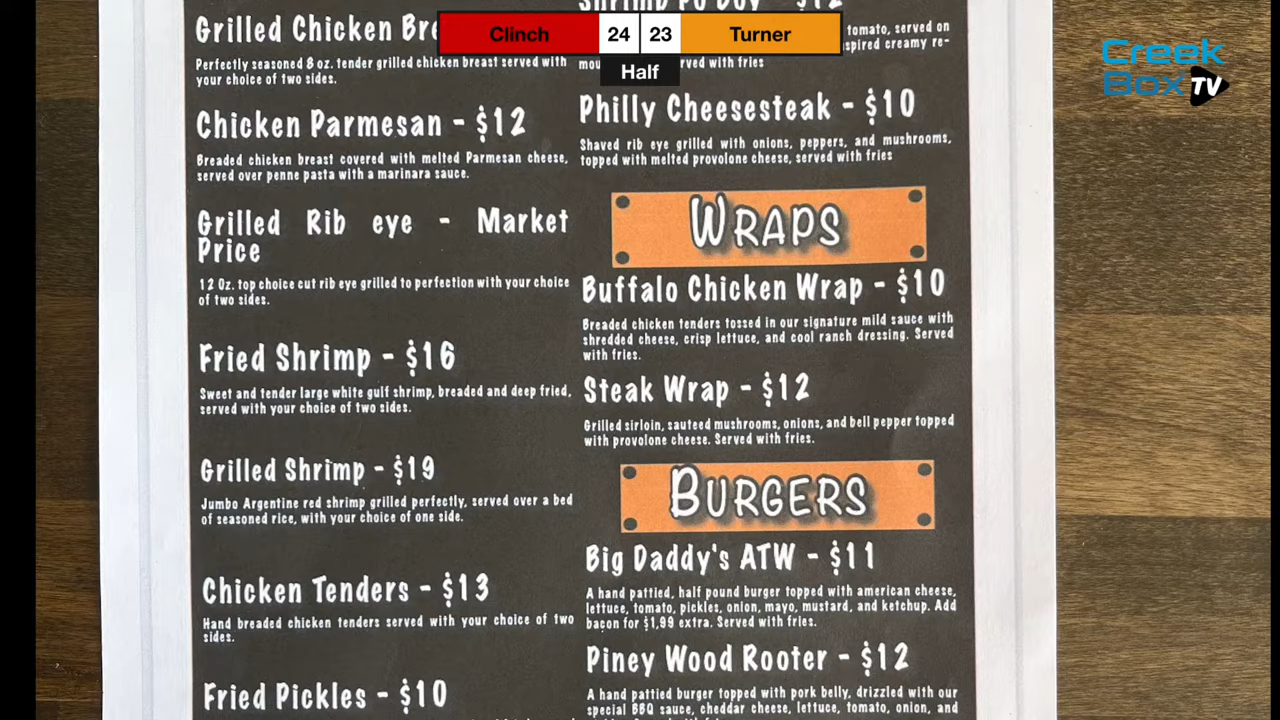 Clinch 24 23 Turner
Half
Creek
Box TV
Grilled Chicken
Perfectly seasoned 8 oz. tender grilled chicken breast served with
your choice of two sides.
Chicken Parmesan - $12
Breaded chicken breast covered with melted Parmesan cheese,
served over penne pasta with a marinara sauce.
Grilled Rib eye - Market
Price
12 Oz. top choice cut rib eye grilled to perfection with your choice
of two sides.
Fried Shrimp - $16
Sweet and tender large white gulf shrimp, breaded and deep fried,
served with your choice of two sides.
Grilled Shrimp - $19
Jumbo Argentine red shrimp grilled perfectly, served over a bed
of seasoned rice, with your choice of one side.
Chicken Tenders - $13
Hand breaded chicken tenders served with your choice of two
sides.
Fried Pickles - $10
Shrimp Po Boy - $12
tomato, served on
creamy re-
with fries
Philly Cheesesteak - $10
Shaved rib eye grilled with onions, peppers, and mushrooms,
topped with melted provolone cheese, served with fries
Wraps
Buffalo Chicken Wrap - $10
Breaded chicken tenders tossed in our signature mild sauce with
shredded cheese, crisp lettuce, and cool ranch dressing. Served
with fries.
Steak Wrap - $12
Grilled sirloin, sauteed mushrooms, onions, and bell pepper topped
with provolone cheese. Served with fries.
Burgers
Big Daddy's ATW - $11
A hand pattied, half pound burger topped with american cheese,
lettuce, tomato, pickles, onion, mayo, mustard, and ketchup. Add
bacon for $1,99 extra. Served with fries.
Piney Wood Rooter - $12
A hand pattied burger topped with pork belly, drizzled with our
special BBQ sauce, cheddar cheese, lettuce, tomato, onion, and